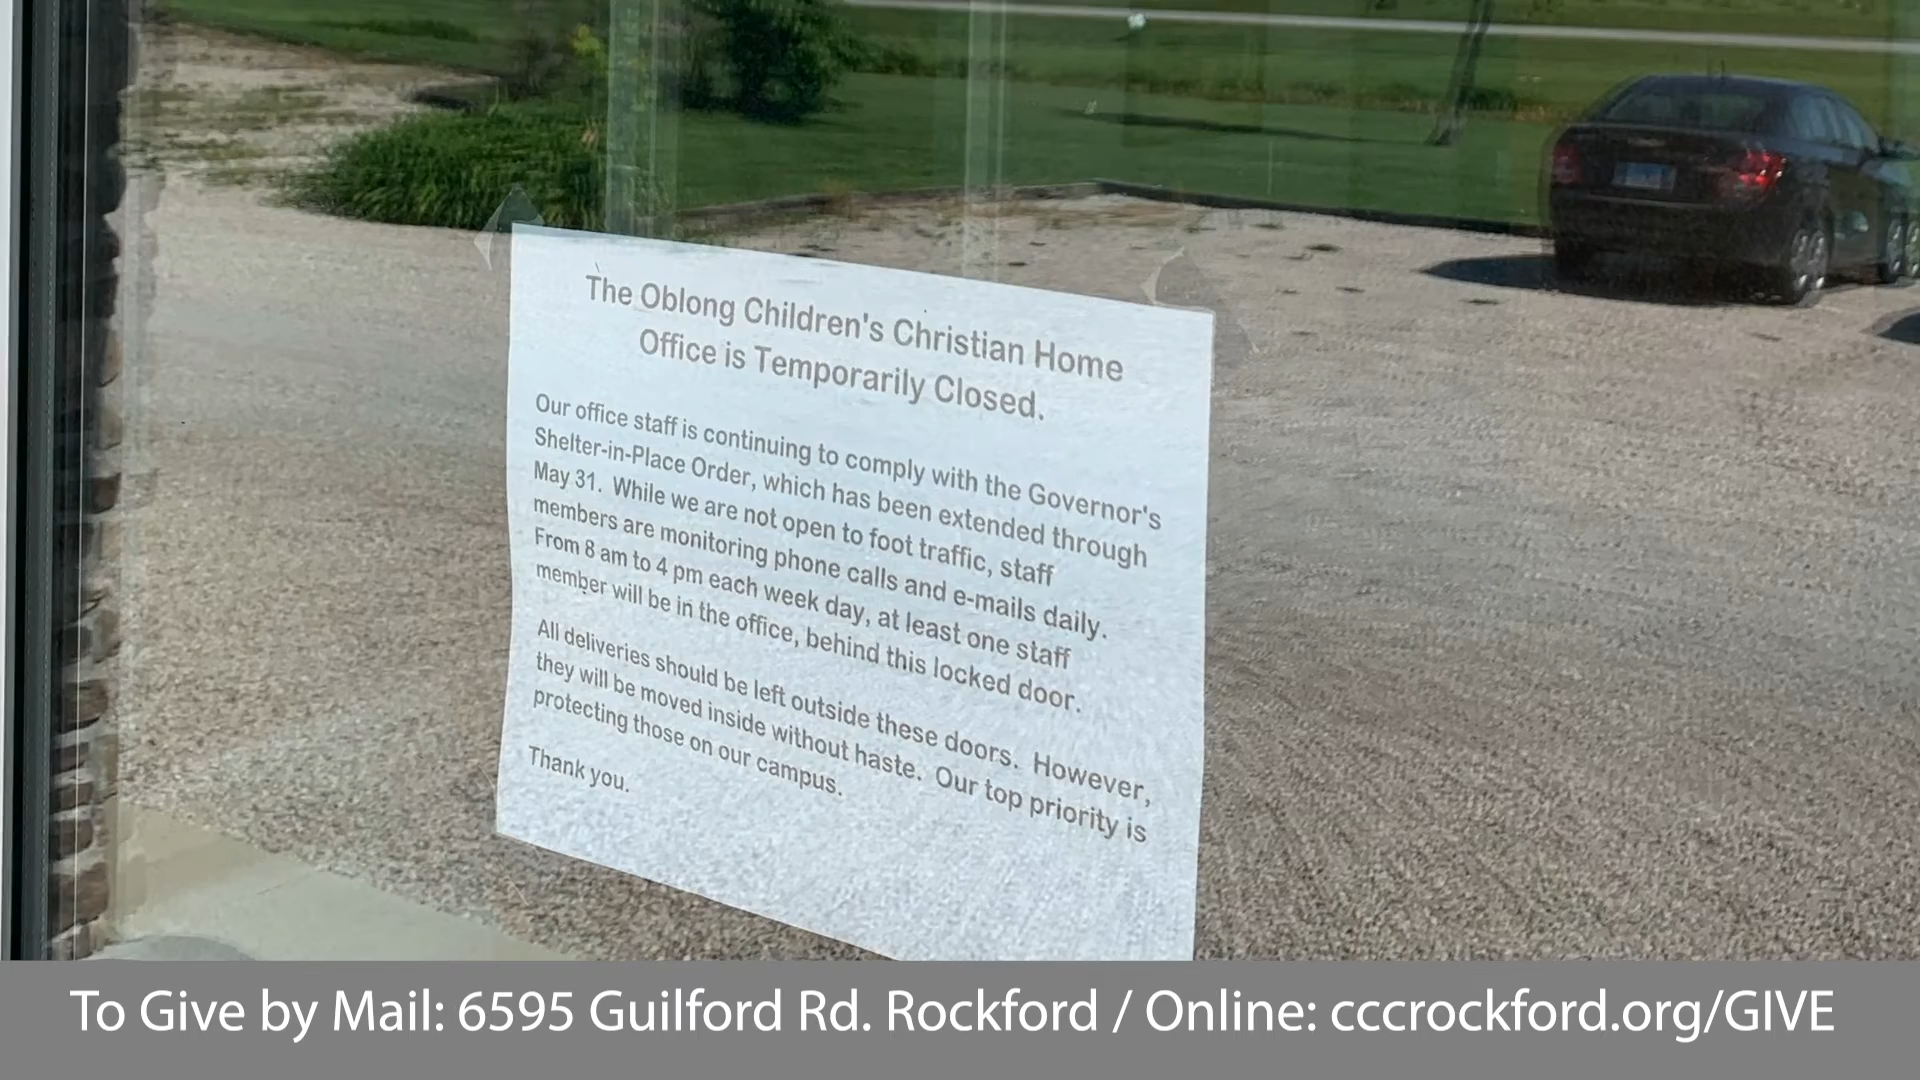 The Oblong Children's Christian Home
Office is Temporarily Closed.
Our office staff is continuing to comply with the Governor's
Shelter-in-Place Order, which has been extended through
May 31. While we are not open to foot traffic, staff
members are monitoring phone calls and e-mails daily.
From 8 am to 4 pm each week day, at least one staff
member will be in the office, behind this locked door.
All deliveries should be left outside these doors. However,
they will be moved inside without haste. Our top priority is
protecting those on our campus.
Thank you.
To Give by Mail: 6595 Guilford Rd. Rockford / Online: cccrockford.org/GIVE